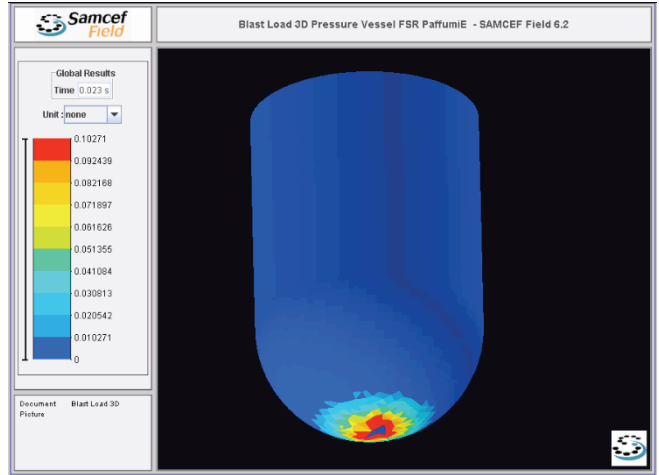 Samcef
Field
Blast Load 3D Pressure Vessel FSR PaffumiE - SAMCEF Field 6.2
Global Results
Time 0.023 s
Unit : none
0.10271
0.092439
0.082168
0.071897
0.061626
0.051355
0.041084
0.030813
0.020542
0.010271
0
Document Blast Load 3D
Picture